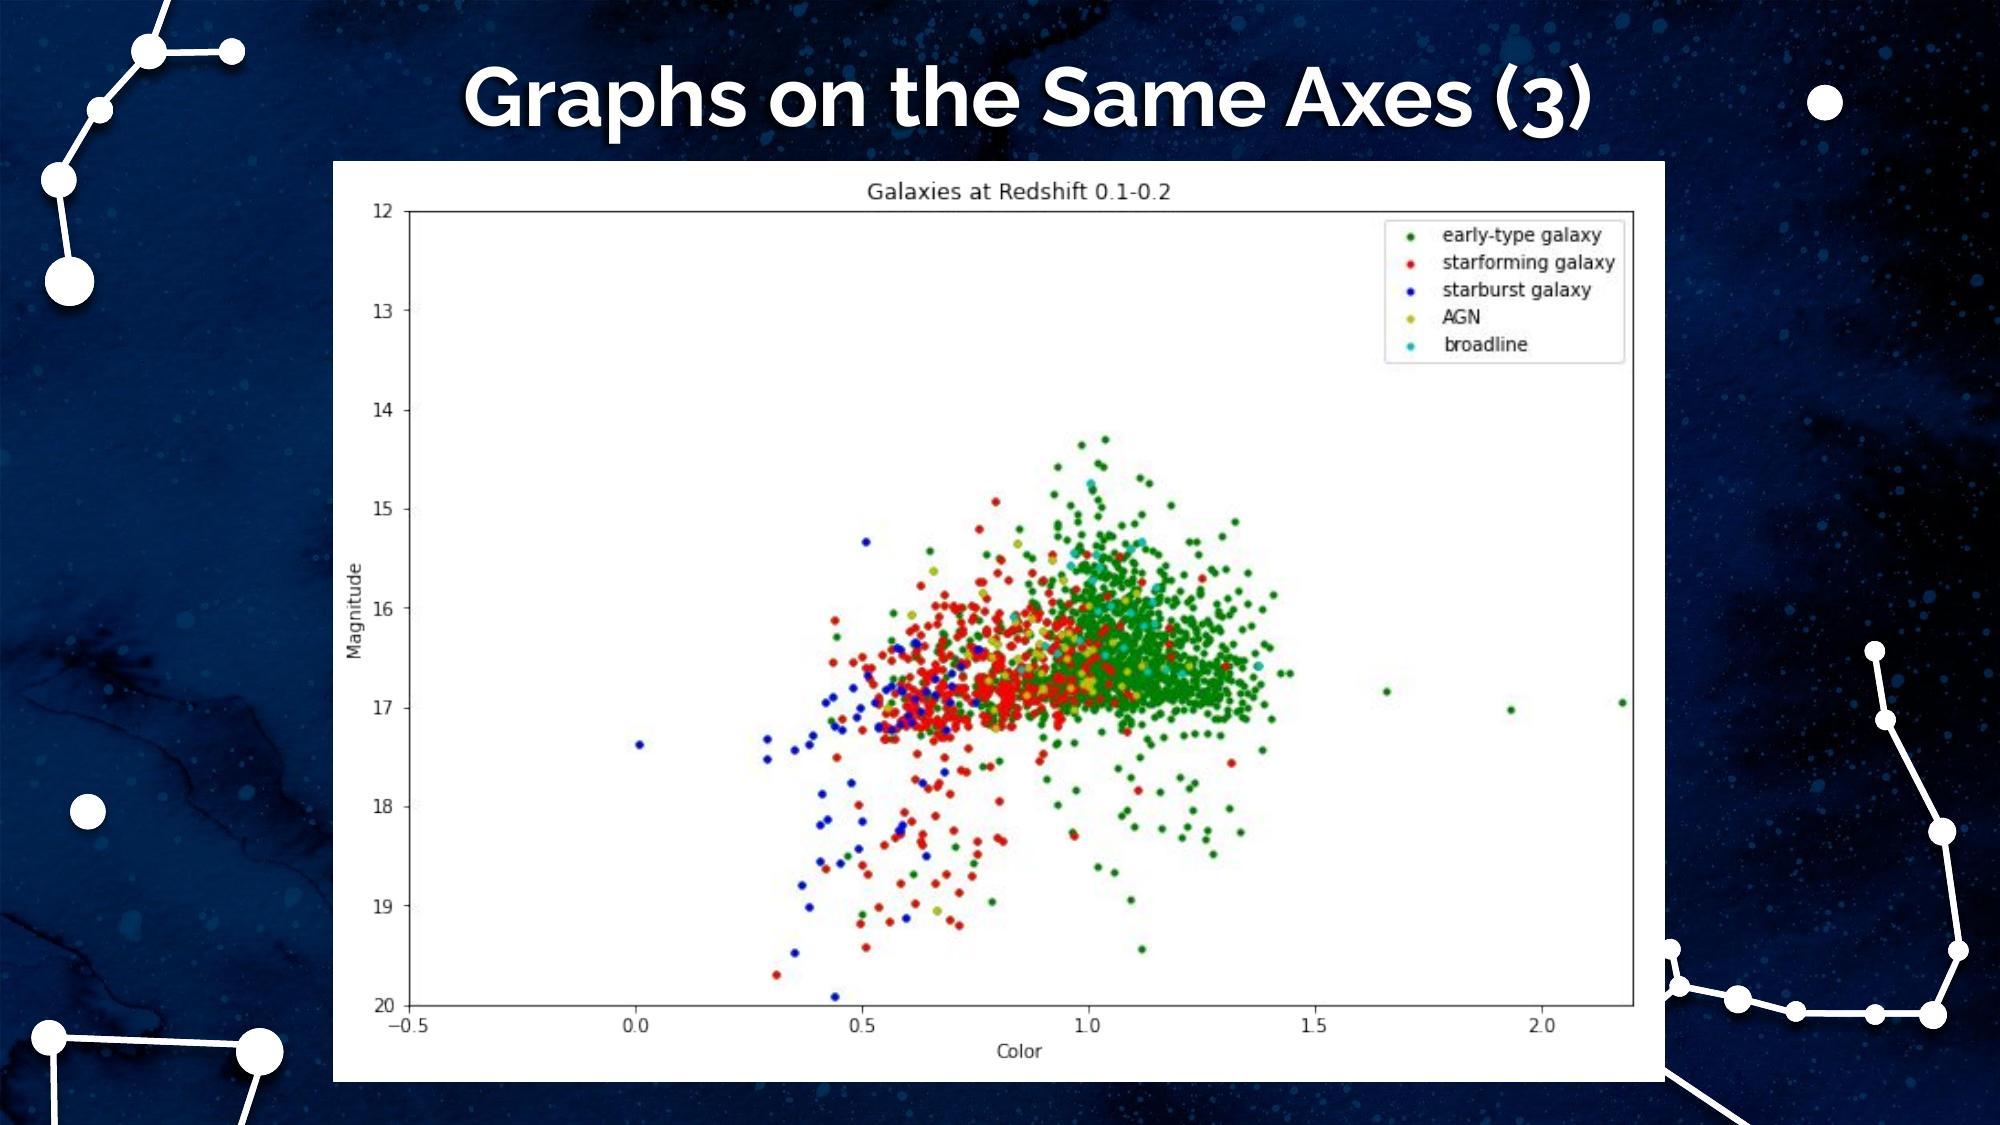 Graphs on the Same Axes (3)
Galaxies at Redshift 0.1-0.2
early-type galaxy
starforming galaxy
starburst galaxy
AGN
broadline
Magnitude
12
13
14
15
16
17
18
19
20
−0.5
0.0
0.5
1.0
1.5
2.0
Color